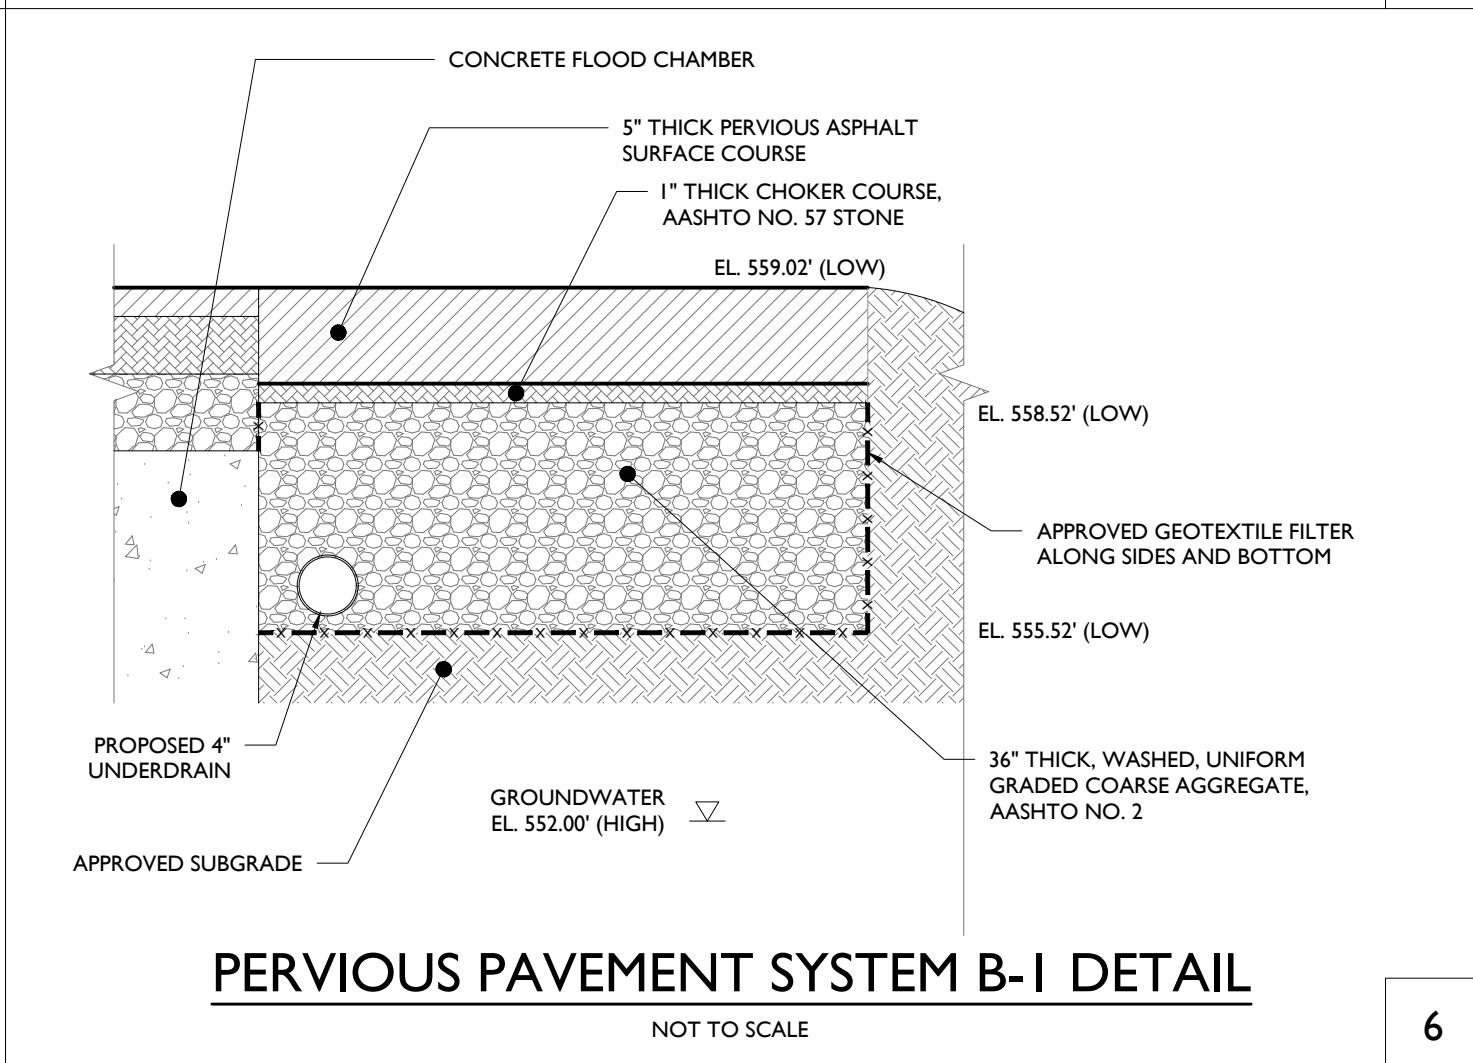 CONCRETE FLOOD CHAMBER
5" THICK PERVIOUS ASPHALT
SURFACE COURSE
1" THICK CHOKER COURSE,
AASHTO NO. 57 STONE
EL. 559.02' (LOW)
EL. 558.52' (LOW)
APPROVED GEOTEXTILE FILTER
ALONG SIDES AND BOTTOM
EL. 555.52' (LOW)
PROPOSED 4"
UNDERDRAIN
36" THICK, WASHED, UNIFORM
GRADED COARSE AGGREGATE,
AASHTO NO. 2
GROUNDWATER
EL. 552.00' (HIGH)
APPROVED SUBGRADE
PERVIOUS PAVEMENT SYSTEM B-1 DETAIL
NOT TO SCALE
6